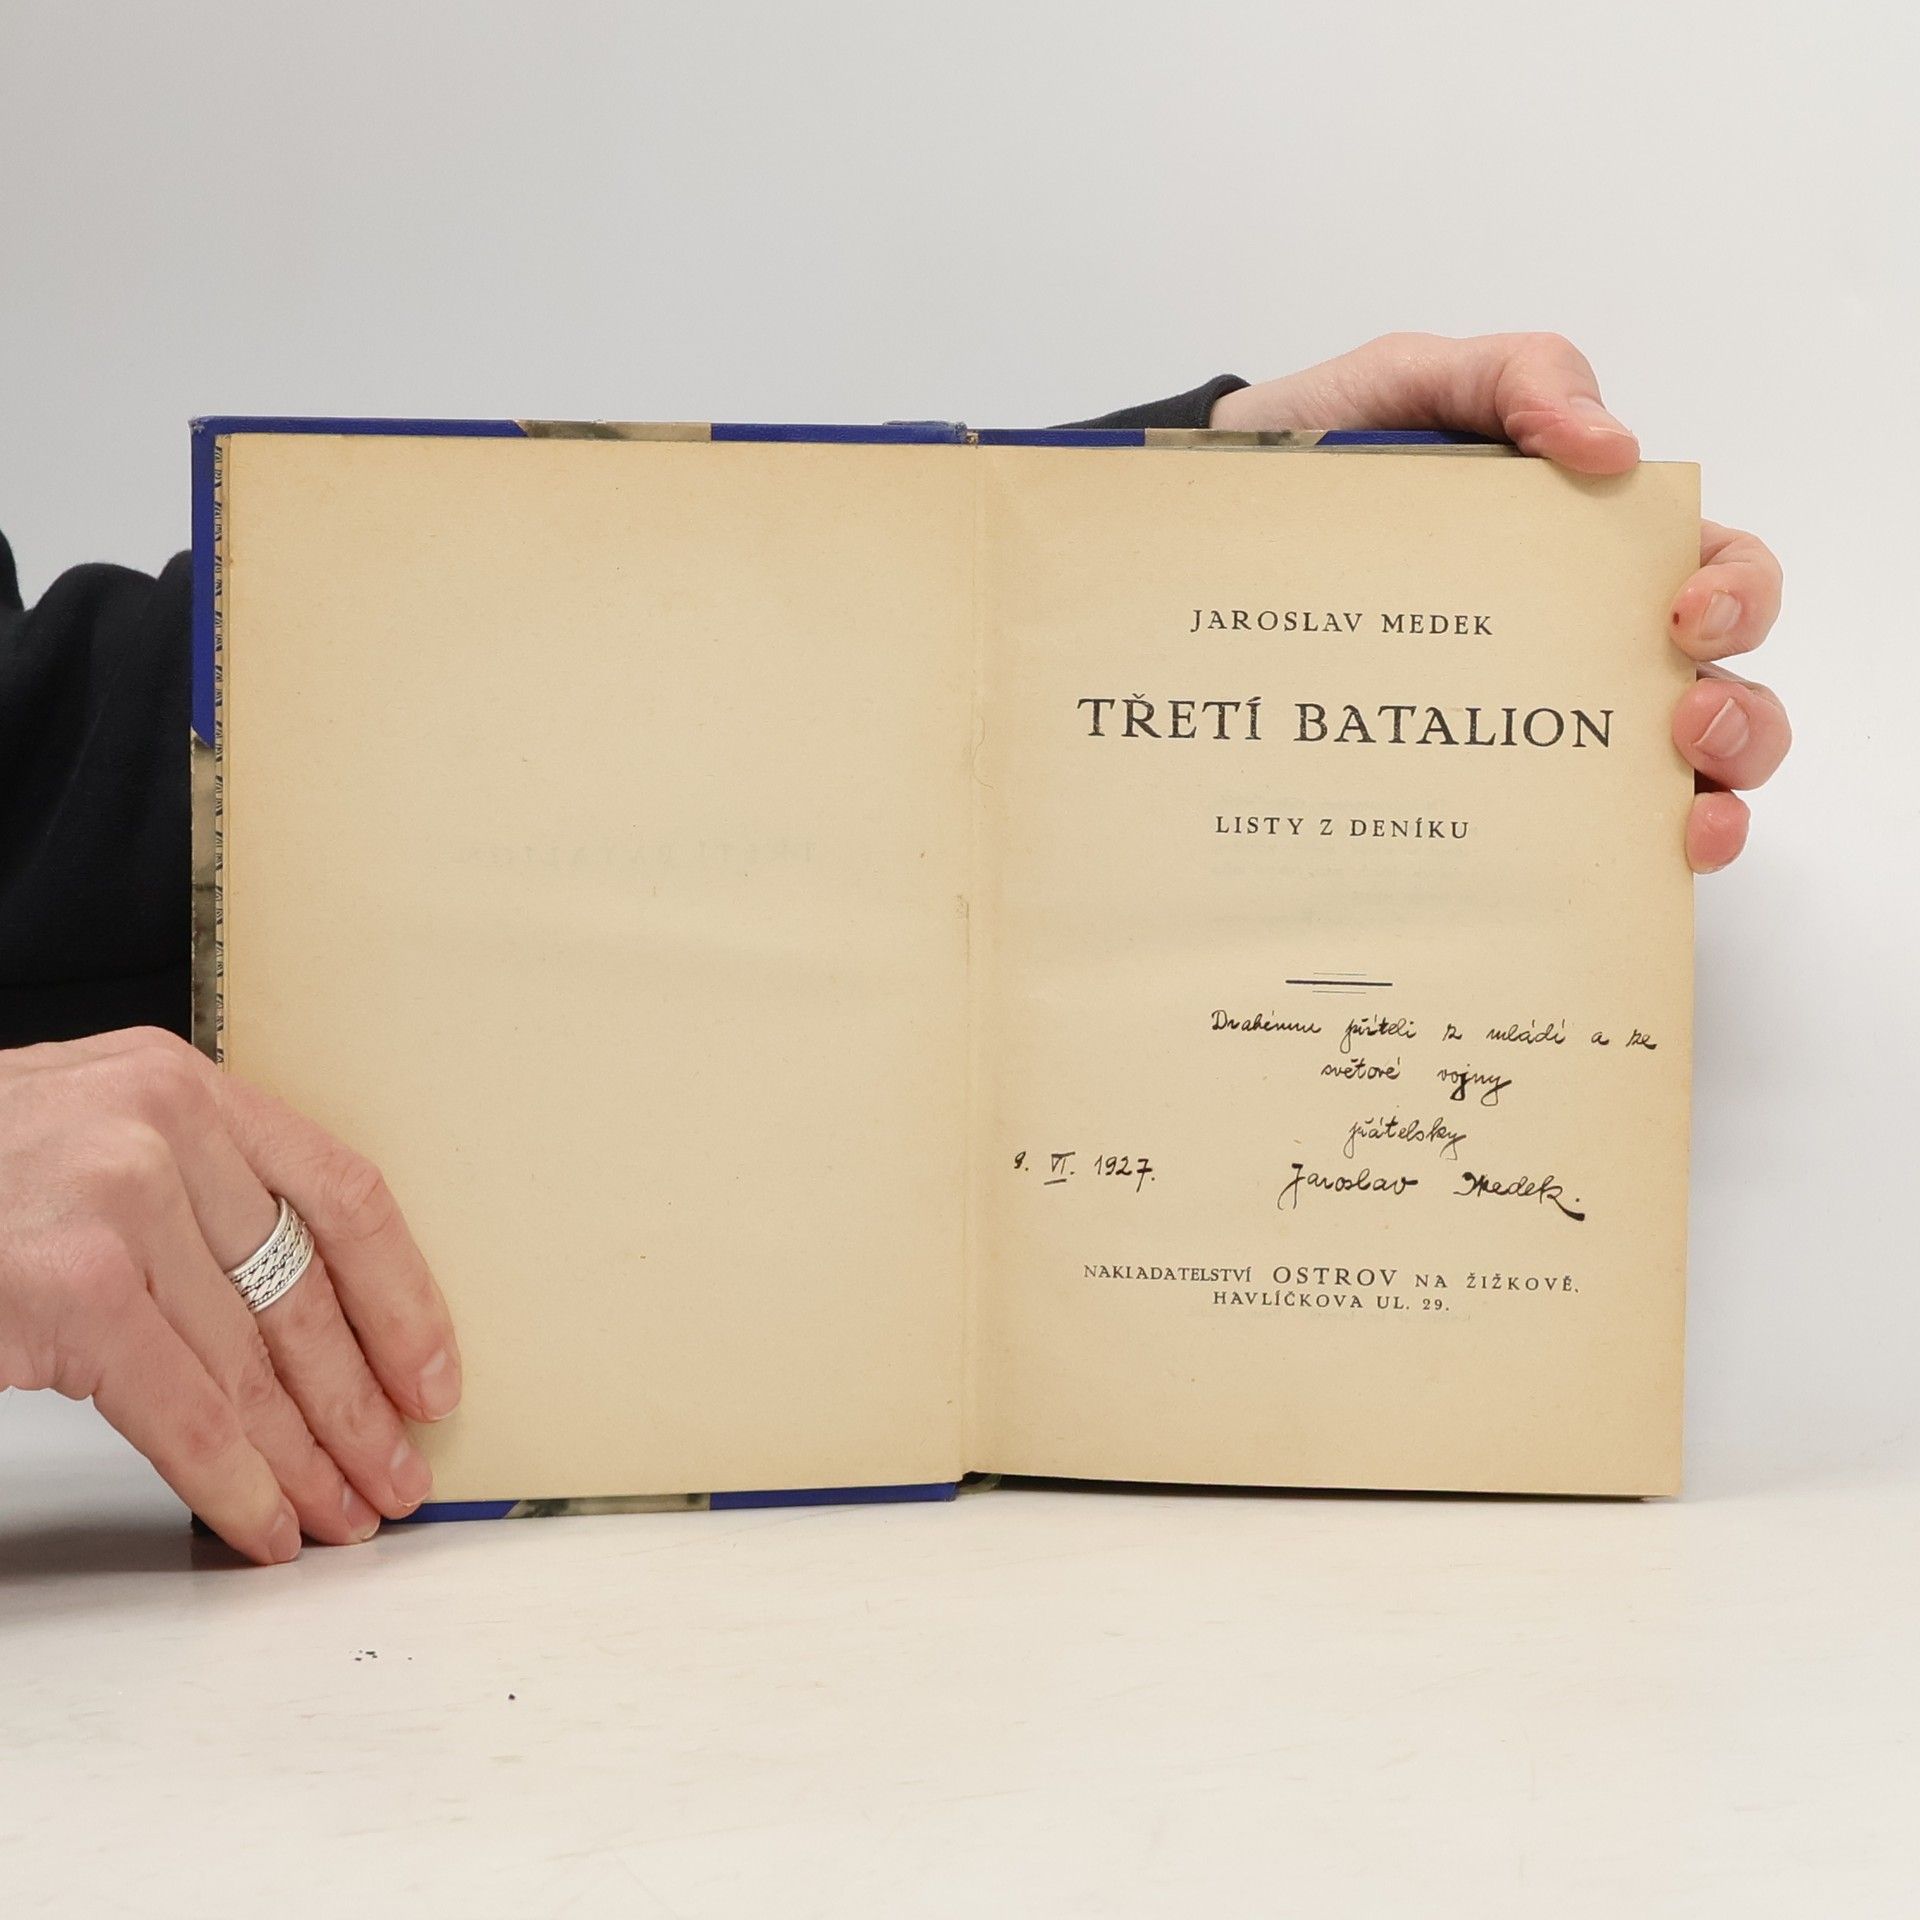 JAROSLAV MEDEK
TŘETÍ BATALION
LISTY Z DENÍKU
Drahému příteli z mládí a ze
světové vojny
přátelsky
9. VI. 1927.
Jaroslav Medek.
NAKLADATELSTVÍ OSTROV NA ŽIŽKOVĚ,
HAVLÍČKOVA UL. 29.